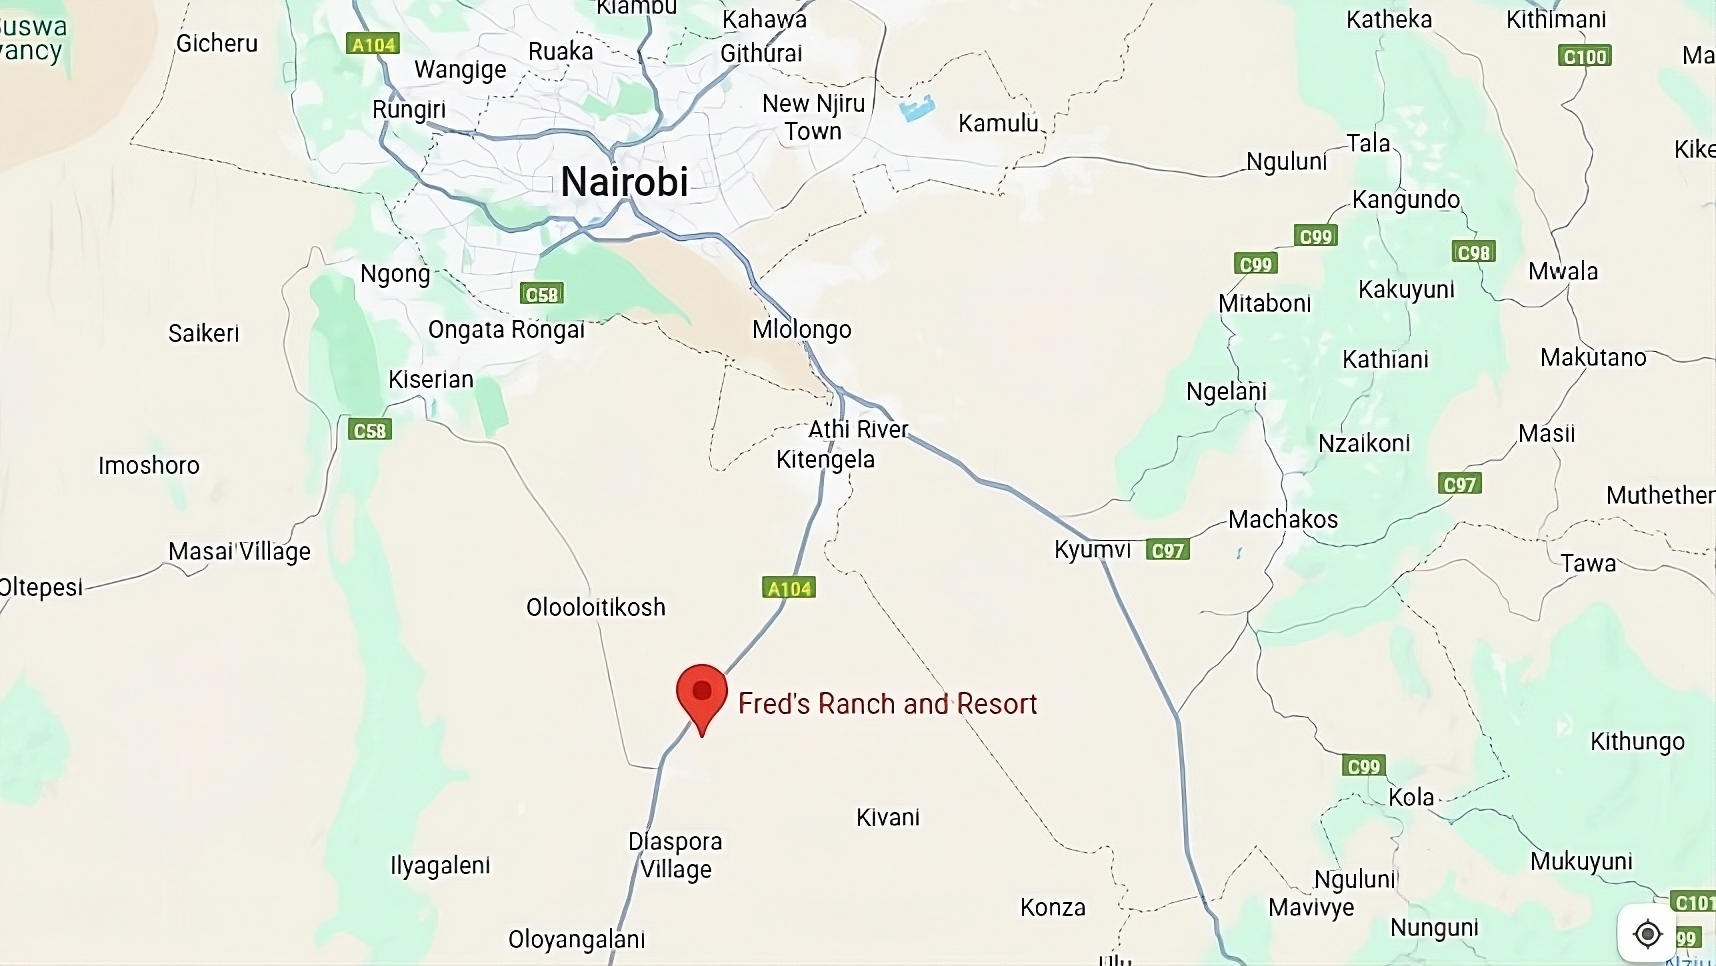 Kiambu
Kahawa
Katheka
Kithimani
Suswa
Gicheru
A104
Ruaka
Githurai
C100
Ma
Wangige
Rungiri
New Njiru
Town
Kamulu
Tala
Kike
Nguluni
Nairobi
Kangundo
C99
C98
C99
Mwala
Ngong
C58
Kakuyuni
Mitaboni
Saikeri
Ongata Rongai
Mlolongo
Kathiani
Makutano
Kiserian
Ngelani
C58
Athi River
Kitengela
Nzaikoni
Masii
Imoshoro
C97
Muthether
Machakos
Masai Village
Kyumvi
C97
Tawa
Oltepesi
A104
Olooloitikosh
Fred's Ranch and Resort
Kithungo
C99
Kola
Kivani
Diaspora
Village
Ilyagaleni
Mukuyuni
Nguluni
C101
Konza
Mavivye
Nunguni
Oloyangalani
99